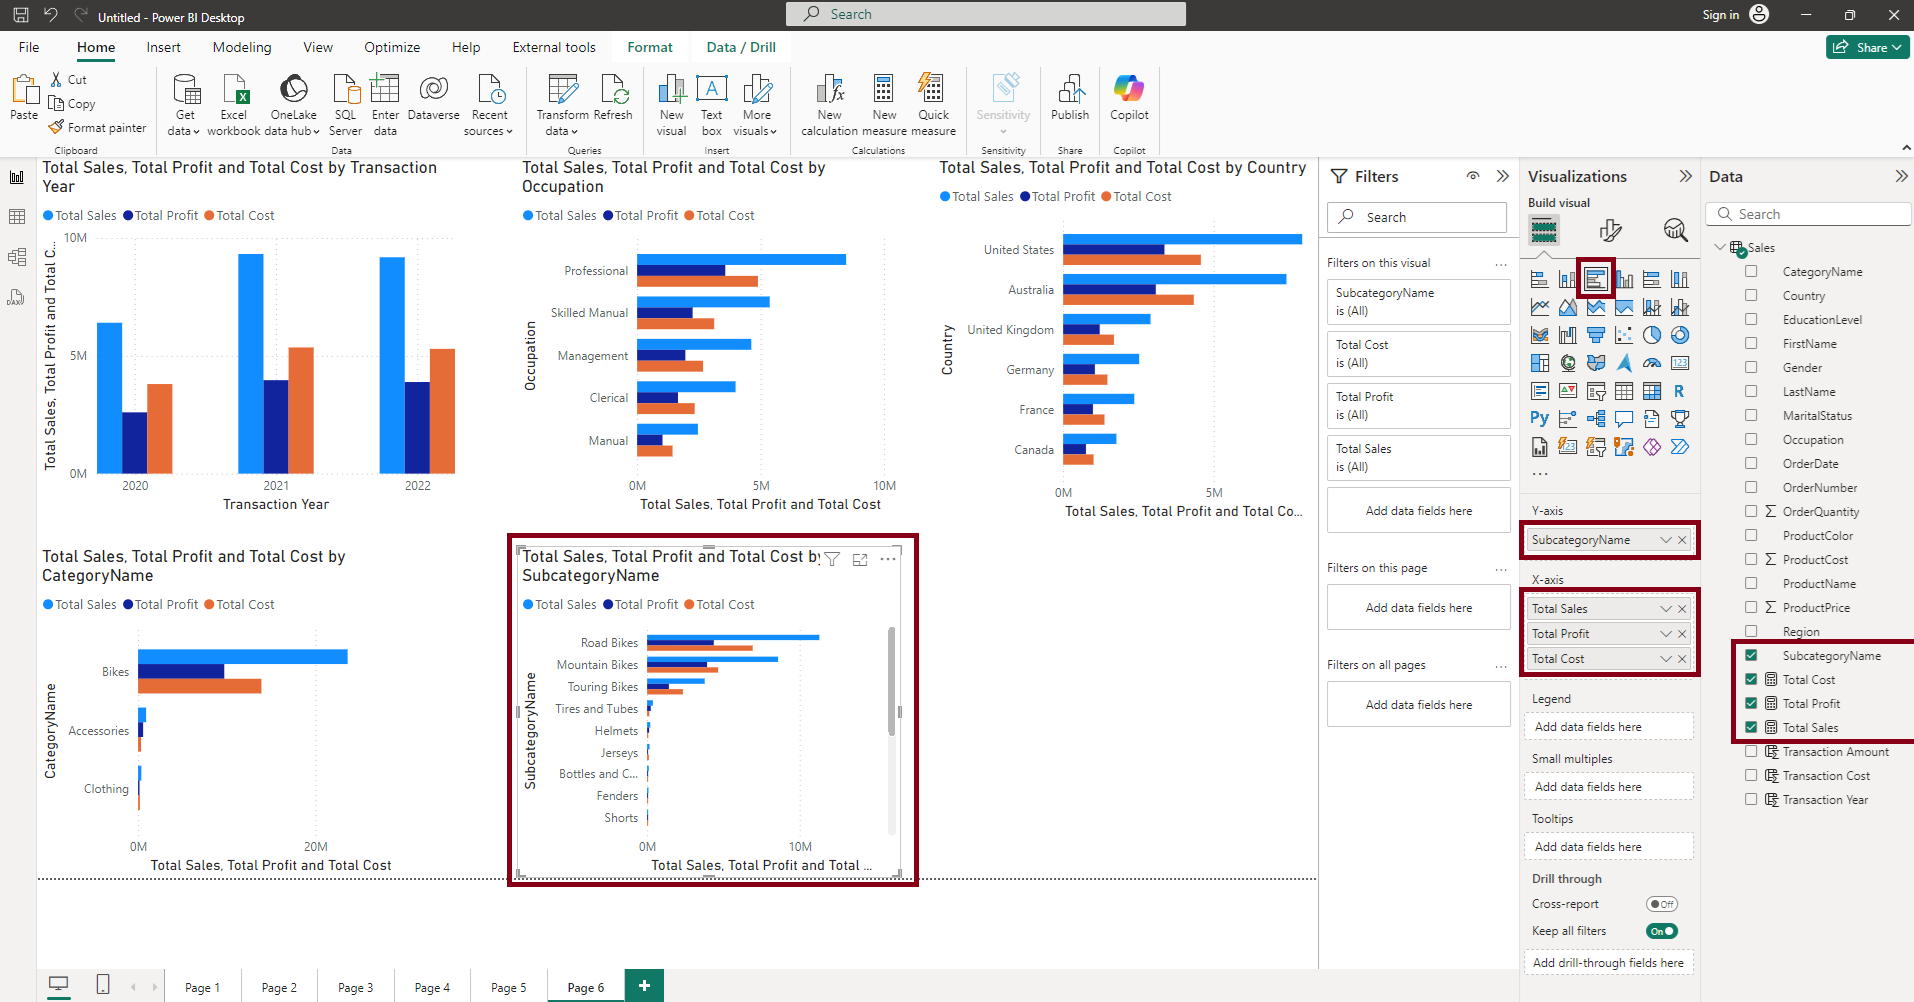 Untitled - Power BI Desktop
Search
Sign in
File
Home
Insert
Modeling
View
Optimize
Help
External tools
Format
Data / Drill
Share
Paste
Cut
Copy
Format painter
Get data
Excel workbook
OneLake data hub
SQL Server
Enter data
Dataverse
Recent sources
Transform data
Refresh
New visual
Text box
More visuals
New calculation
New measure
Quick measure
Sensitivity
Publish
Copilot
Clipboard
Data
Queries
Insert
Calculations
Sensitivity
Share
Copilot
Total Sales, Total Profit and Total Cost by Transaction
Year
Total Sales
Total Profit
Total Cost
Total Sales, Total Profit and Total C...
10M
5M
0M
2020
2021
2022
Transaction Year
Total Sales, Total Profit and Total Cost by
Occupation
Total Sales
Total Profit
Total Cost
Occupation
Professional
Skilled Manual
Management
Clerical
Manual
0M
5M
10M
Total Sales, Total Profit and Total Cost
Total Sales, Total Profit and Total Cost by Country
Total Sales
Total Profit
Total Cost
Country
United States
Australia
United Kingdom
Germany
France
Canada
0M
5M
Total Sales, Total Profit and Total Co...
Total Sales, Total Profit and Total Cost by
CategoryName
Total Sales
Total Profit
Total Cost
CategoryName
Bikes
Accessories
Clothing
0M
20M
Total Sales, Total Profit and Total Cost
Total Sales, Total Profit and Total Cost by
SubcategoryName
Total Sales
Total Profit
Total Cost
SubcategoryName
Road Bikes
Mountain Bikes
Touring Bikes
Tires and Tubes
Helmets
Jerseys
Bottles and C...
Fenders
Shorts
0M
10M
Total Sales, Total Profit and Total ...
Filters
Search
Filters on this visual
SubcategoryName
is (All)
Total Cost
is (All)
Total Profit
is (All)
Total Sales
is (All)
Add data fields here
Filters on this page
Add data fields here
Filters on all pages
Add data fields here
Visualizations
Build visual
123
R
Py
Y-axis
SubcategoryName
X-axis
Total Sales
Total Profit
Total Cost
Legend
Add data fields here
Small multiples
Add data fields here
Tooltips
Add data fields here
Drill through
Cross-report
Off
Keep all filters
On
Add drill-through fields here
Data
Search
Sales
CategoryName
Country
EducationLevel
FirstName
Gender
LastName
MaritalStatus
Occupation
OrderDate
OrderNumber
OrderQuantity
ProductColor
ProductCost
ProductName
ProductPrice
Region
SubcategoryName
Total Cost
Total Profit
Total Sales
Transaction Amount
Transaction Cost
Transaction Year
Page 1
Page 2
Page 3
Page 4
Page 5
Page 6